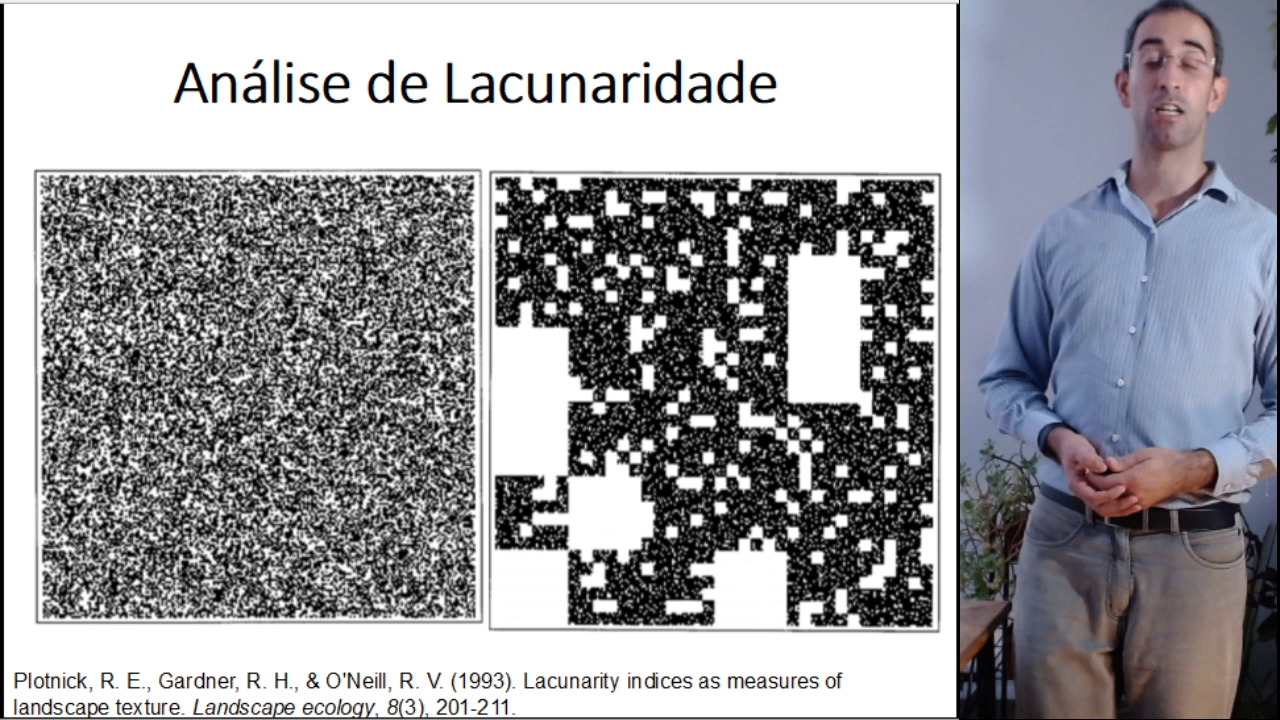 Análise de Lacunaridade
Plotnick, R. E., Gardner, R. H., & O'Neill, R. V. (1993). Lacunarity indices as measures of
landscape texture. Landscape ecology, 8(3), 201-211.